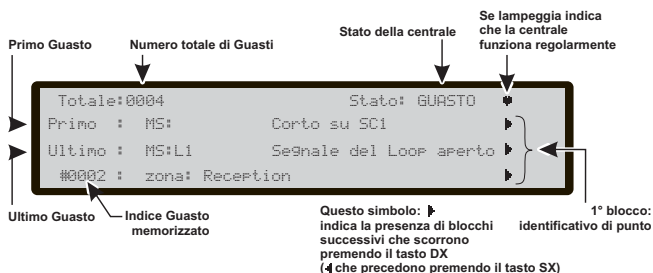 Se lampeggia indica
che la centrale
funziona regolarmente
Primo Guasto
Numero totale di Guasti
Stato della centrale
Totale:0004 Stato: GUASTO
Primo : MS: Corto su SC1
Ultimo : MS:L1 Segnale del Loop aperto
#0002 : zona: Reception
Ultimo Guasto
Indice Guasto
memorizzato
Questo simbolo:
indica la presenza di blocchi
successivi che scorrono
premendo il tasto DX
( che precedono premendo il tasto SX)
1° blocco:
identificativo di punto